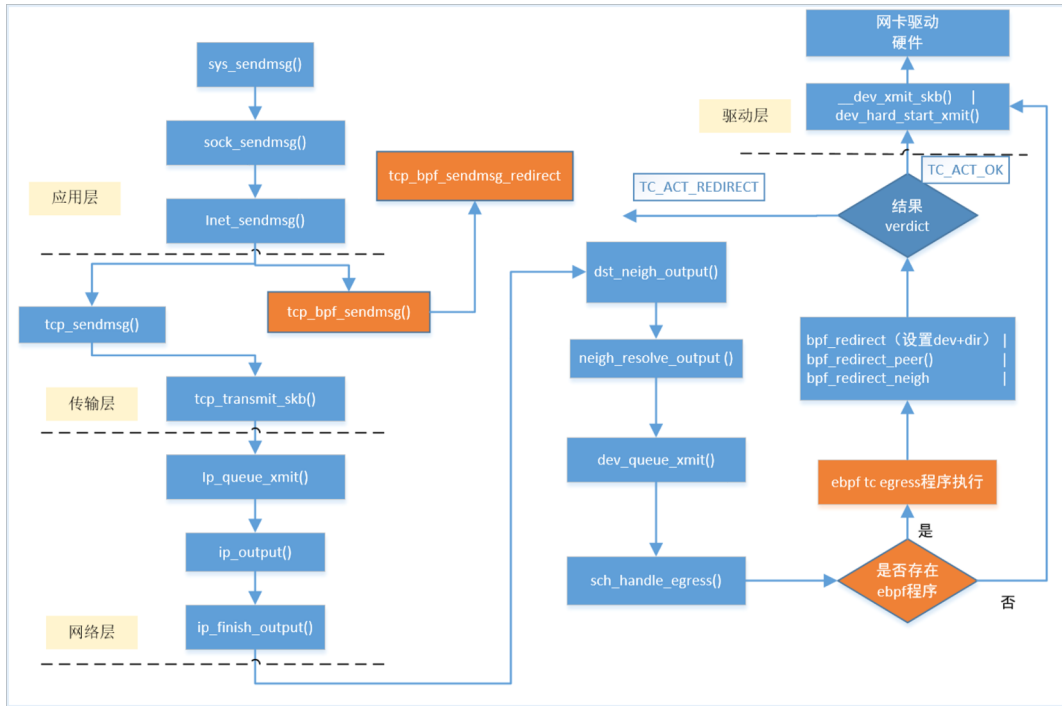 sys_sendmsg()
sock_sendmsg()
应用层
Inet_sendmsg()
tcp_bpf_sendmsg_redirect
tcp_sendmsg()
tcp_bpf_sendmsg()
传输层
tcp_transmit_skb()
Ip_queue_xmit()
ip_output()
网络层
ip_finish_output()
dst_neigh_output()
neigh_resolve_output ()
dev_queue_xmit()
sch_handle_egress()
是否存在
ebpf程序
是
否
ebpf tc egress程序执行
bpf_redirect（设置dev+dir） |
bpf_redirect_peer() |
bpf_redirect_neigh |
结果
verdict
TC_ACT_REDIRECT
TC_ACT_OK
驱动层
__dev_xmit_skb() |
dev_hard_start_xmit()
网卡驱动
硬件